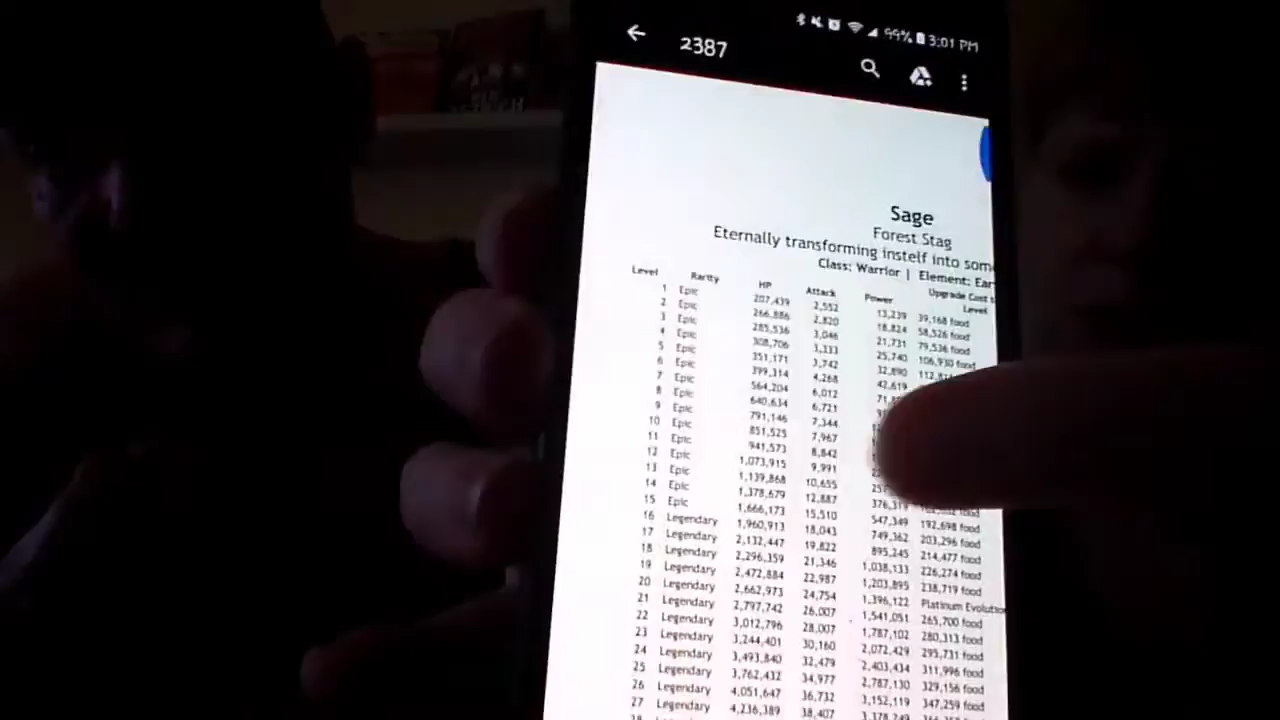 2387
99% 3:01 PM
Sage
Forest Stag
Eternally transforming instelf into som
Class: Warrior | Element: Ear
Level Rarity HP Attack Power Upgrade Cost
Level
1 Epic 207,439 2,552 13,239 39,168 food
2 Epic 266,886 2,820 18,824 58,526 food
3 Epic 285,536 3,046 21,731 79,536 food
4 Epic 308,706 3,333 25,740 106,930 food
5 Epic 351,171 3,742 32,890
6 Epic 399,314 4,268 42,619
7 Epic 564,204 6,012
8 Epic 640,634 6,721
9 Epic 791,146 7,344
10 Epic 851,525 7,967
11 Epic 941,573 8,842
12 Epic 1,073,915 9,991
13 Epic 1,139,868 10,655
14 Epic 1,378,679 12,887 376,319 food
15 Epic 1,666,173 15,510 547,349 192,698 food
16 Legendary 1,960,913 18,043 749,362 203,296 food
17 Legendary 2,132,447 19,822 895,245 214,477 food
18 Legendary 2,296,359 21,346 1,038,133 226,274 food
19 Legendary 2,472,884 22,987 1,203,895 238,719 food
20 Legendary 2,662,973 24,754 1,396,122 Platinum Evolutio
21 Legendary 2,797,742 26,007 1,541,051 265,700 food
22 Legendary 3,012,796 28,007 1,787,102 280,313 food
23 Legendary 3,244,401 30,160 2,072,429 295,731 food
24 Legendary 3,493,840 32,479 2,403,434 311,996 food
25 Legendary 3,762,432 34,977 2,787,130 329,156 food
26 Legendary 4,051,647 36,732 3,152,119 347,259 food
27 Legendary 4,236,389 38,407 3,378,249